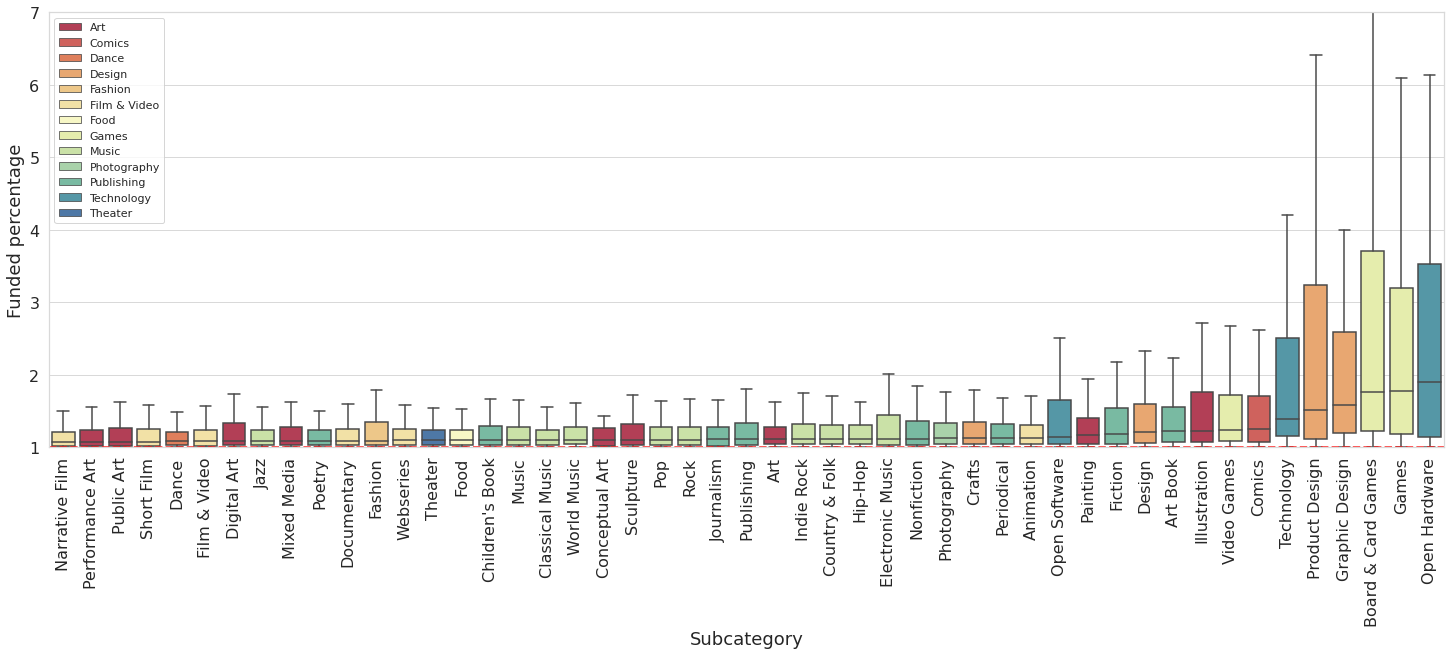 7
6
5
4
3
2
1
Funded percentage
Art
Comics
Dance
Design
Fashion
Film & Video
Food
Games
Music
Photography
Publishing
Technology
Theater
Narrative Film
Performance Art
Public Art
Short Film
Dance
Film & Video
Digital Art
Jazz
Mixed Media
Poetry
Documentary
Fashion
Webseries
Theater
Food
Children's Book
Music
Classical Music
World Music
Conceptual Art
Sculpture
Pop
Rock
Journalism
Publishing
Art
Indie Rock
Country & Folk
Hip-Hop
Electronic Music
Nonfiction
Photography
Crafts
Periodical
Animation
Open Software
Painting
Fiction
Design
Art Book
Illustration
Video Games
Comics
Technology
Product Design
Graphic Design
Board & Card Games
Games
Open Hardware
Subcategory